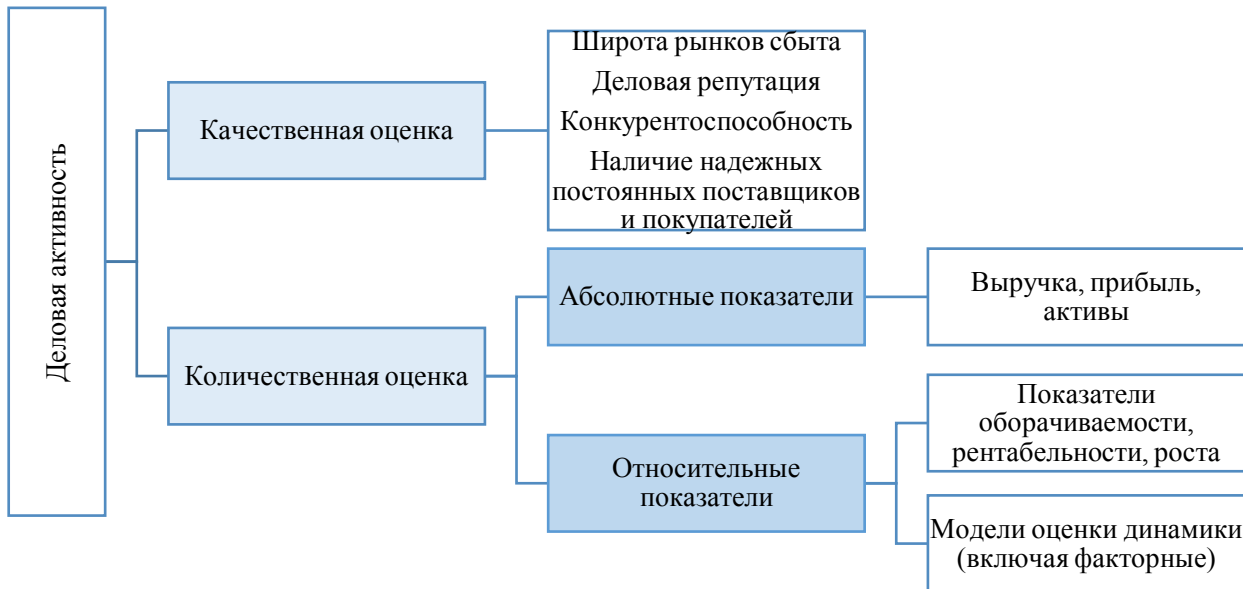 Деловая активность
Качественная оценка
Широта рынков сбыта
Деловая репутация
Конкурентоспособность
Наличие надежных
постоянных поставщиков
и покупателей
Количественная оценка
Абсолютные показатели
Выручка, прибыль,
активы
Относительные
показатели
Показатели
оборачиваемости,
рентабельности, роста
Модели оценки динамики
(включая факторные)